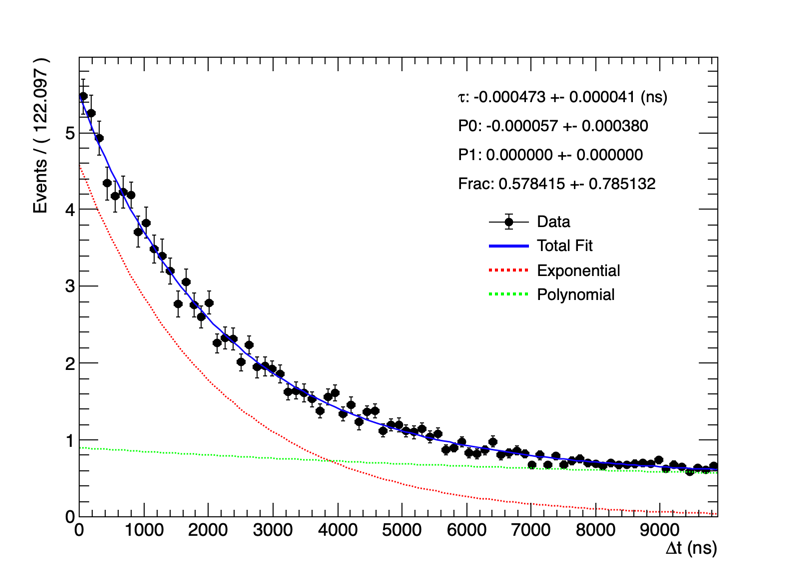 Events / ( 122.097 )
τ: -0.000473 +- 0.000041 (ns)
P0: -0.000057 +- 0.000380
P1: 0.000000 +- 0.000000
Frac: 0.578415 +- 0.785132
Data
Total Fit
Exponential
Polynomial
5
4
3
2
1
0
0 1000 2000 3000 4000 5000 6000 7000 8000 9000
Δt (ns)